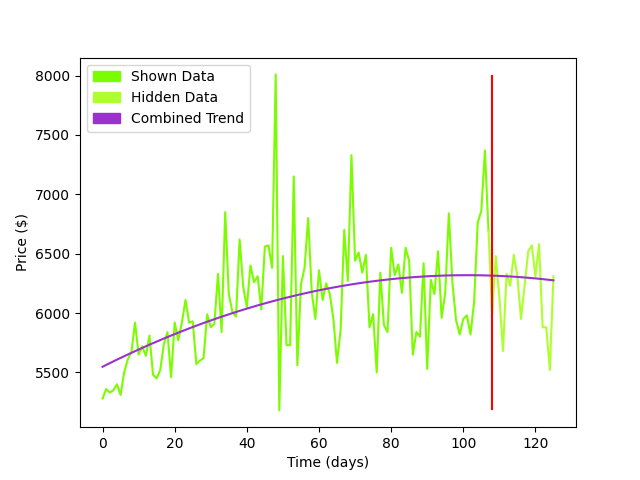 Shown Data
Hidden Data
Combined Trend
8000
7500
7000
6500
6000
5500
Price ($)
0 20 40 60 80 100 120
Time (days)